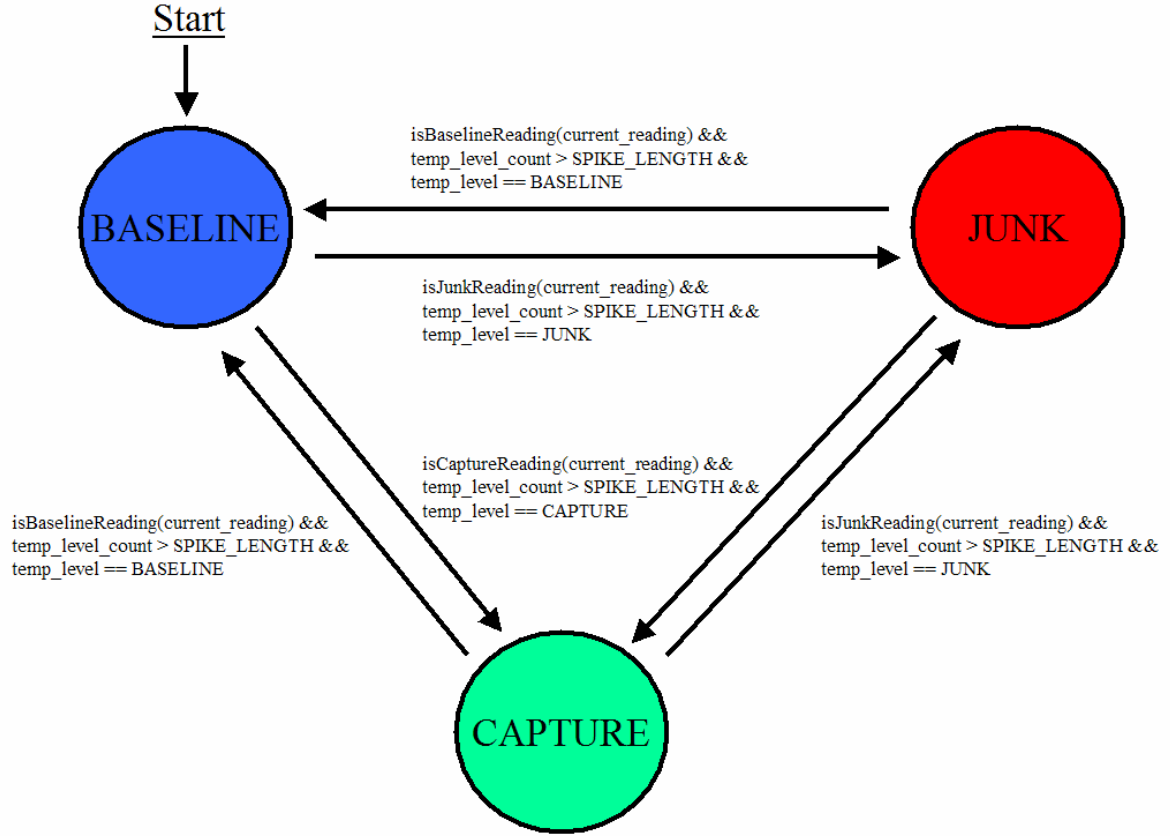 Start
isBaselineReading(current_reading) &&
temp_level_count > SPIKE_LENGTH &&
temp_level == BASELINE
BASELINE
JUNK
isJunkReading(current_reading) &&
temp_level_count > SPIKE_LENGTH &&
temp_level == JUNK
isCaptureReading(current_reading) &&
temp_level_count > SPIKE_LENGTH &&
temp_level == CAPTURE
isBaselineReading(current_reading) &&
temp_level_count > SPIKE_LENGTH &&
temp_level == BASELINE
isJunkReading(current_reading) &&
temp_level_count > SPIKE_LENGTH &&
temp_level == JUNK
CAPTURE